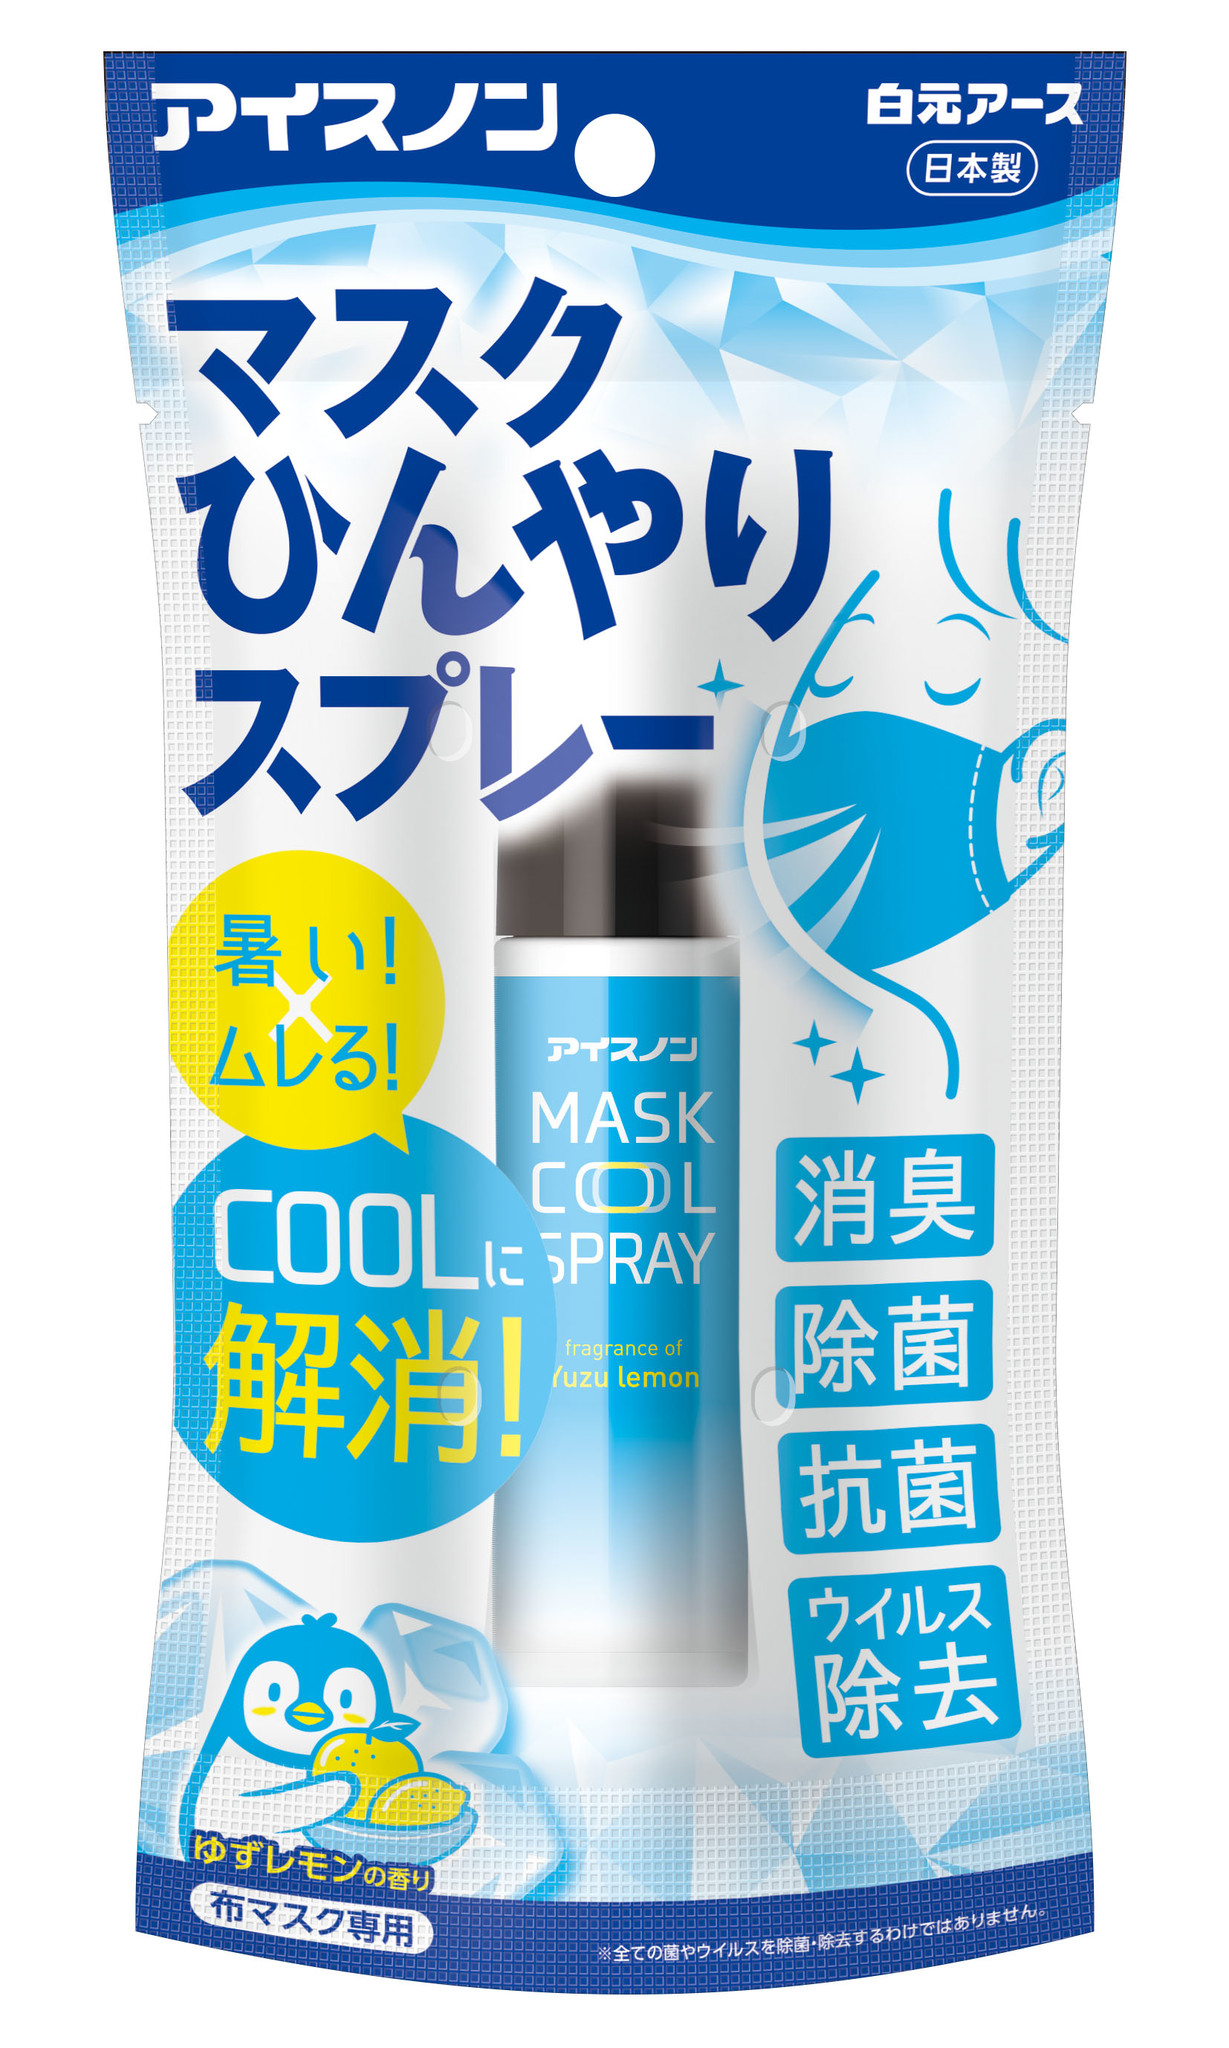 アイスノン
白元アース
日本製
マスク
ひんやり
スプレー
暑い!
×
ムレる!
COOLに
解消!
アイスノン
MASK
COOL
SPRAY
fragrance of
Yuzu lemon
消臭
除菌
抗菌
ウイルス
除去
ゆずレモンの香り
布マスク専用
※全ての菌やウイルスを除菌・除去するわけではありません。